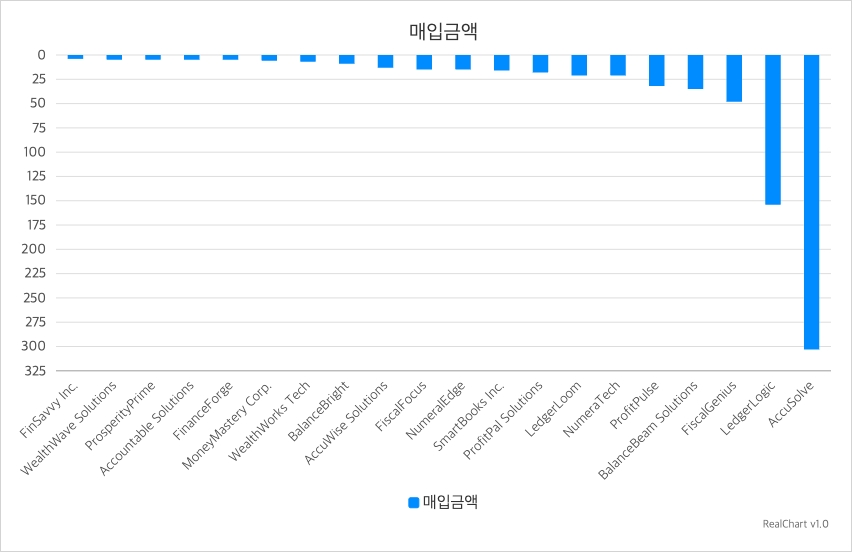 매입금액
0
25
50
75
100
125
150
175
200
225
250
275
300
325
FinSavvy Inc.
WealthWave Solutions
ProsperityPrime
Accountable Solutions
FinanceForge
MoneyMastery Corp.
WealthWorks Tech
BalanceBright
AccuWise Solutions
FiscalFocus
NumeralEdge
SmartBooks Inc.
ProfitPal Solutions
LedgerLoom
NumeraTech
ProfitPulse
BalanceBeam Solutions
FiscalGenius
LedgerLogic
AccuSolve
매입금액
RealChart v1.0